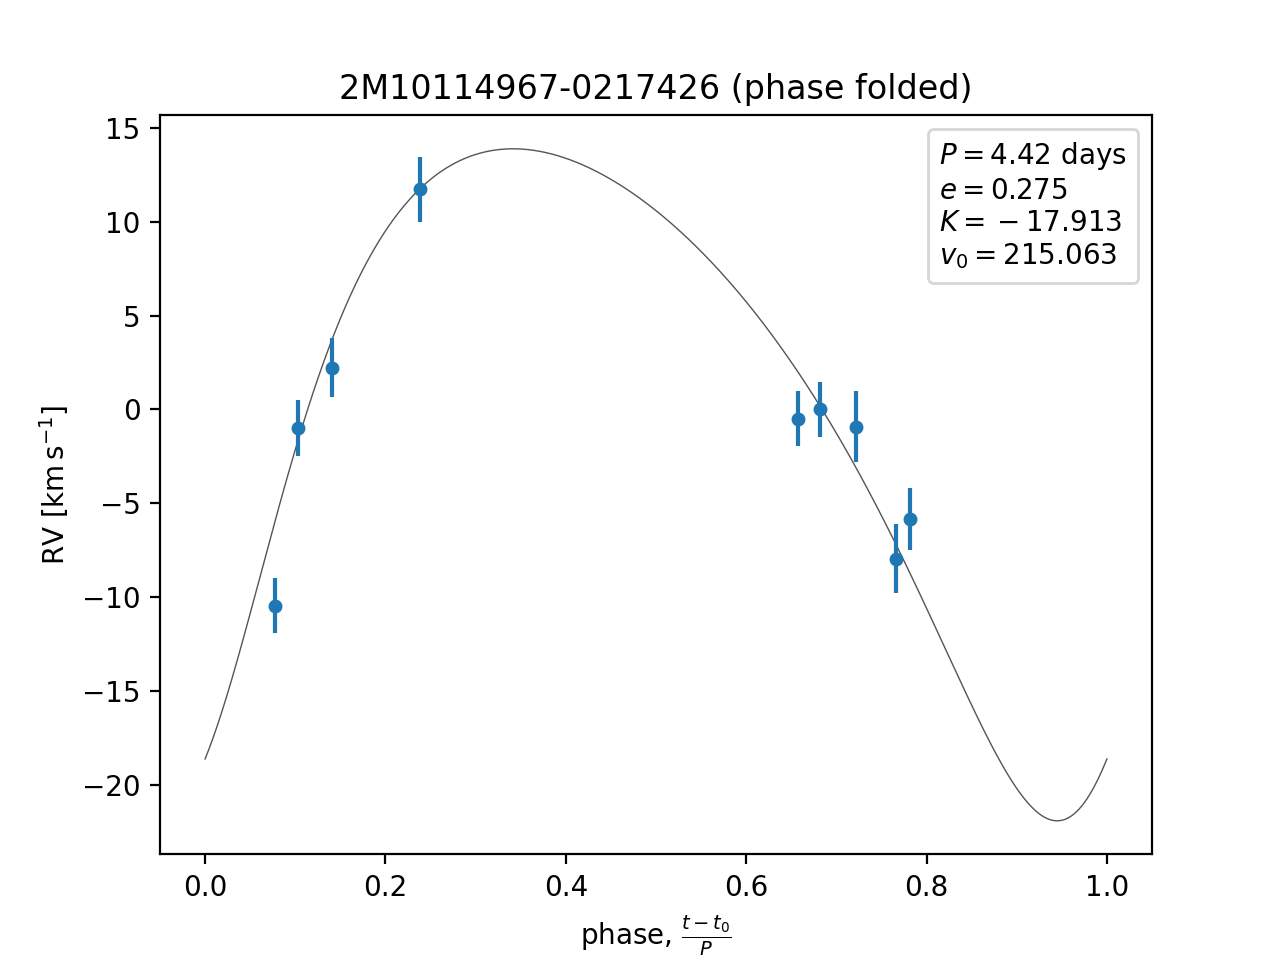 2M10114967-0217426 (phase folded)
P = 4.42 days
e = 0.275
K = −17.913
v₀ = 215.063
15
10
5
0
−5
−10
−15
−20
RV [km s⁻¹]
0.0 0.2 0.4 0.6 0.8 1.0
phase, (t − t₀)/P